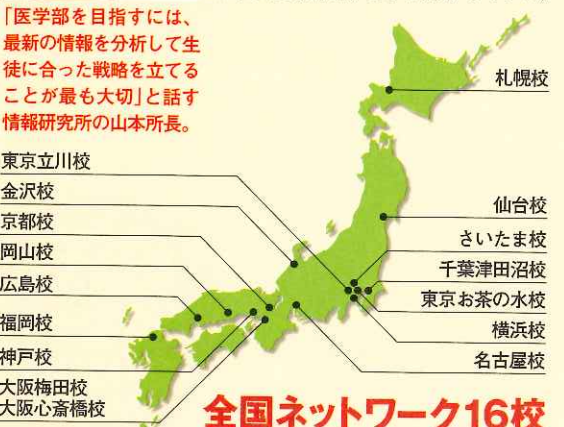 「医学部を目指すには、
最新の情報を分析して生
徒に合った戦略を立てる
ことが最も大切」と話す
情報研究所の山本所長。
東京立川校
金沢校
京都校
岡山校
広島校
福岡校
神戸校
大阪梅田校
大阪心斎橋校
札幌校
仙台校
さいたま校
千葉津田沼校
東京お茶の水校
横浜校
名古屋校
全国ネットワーク16校